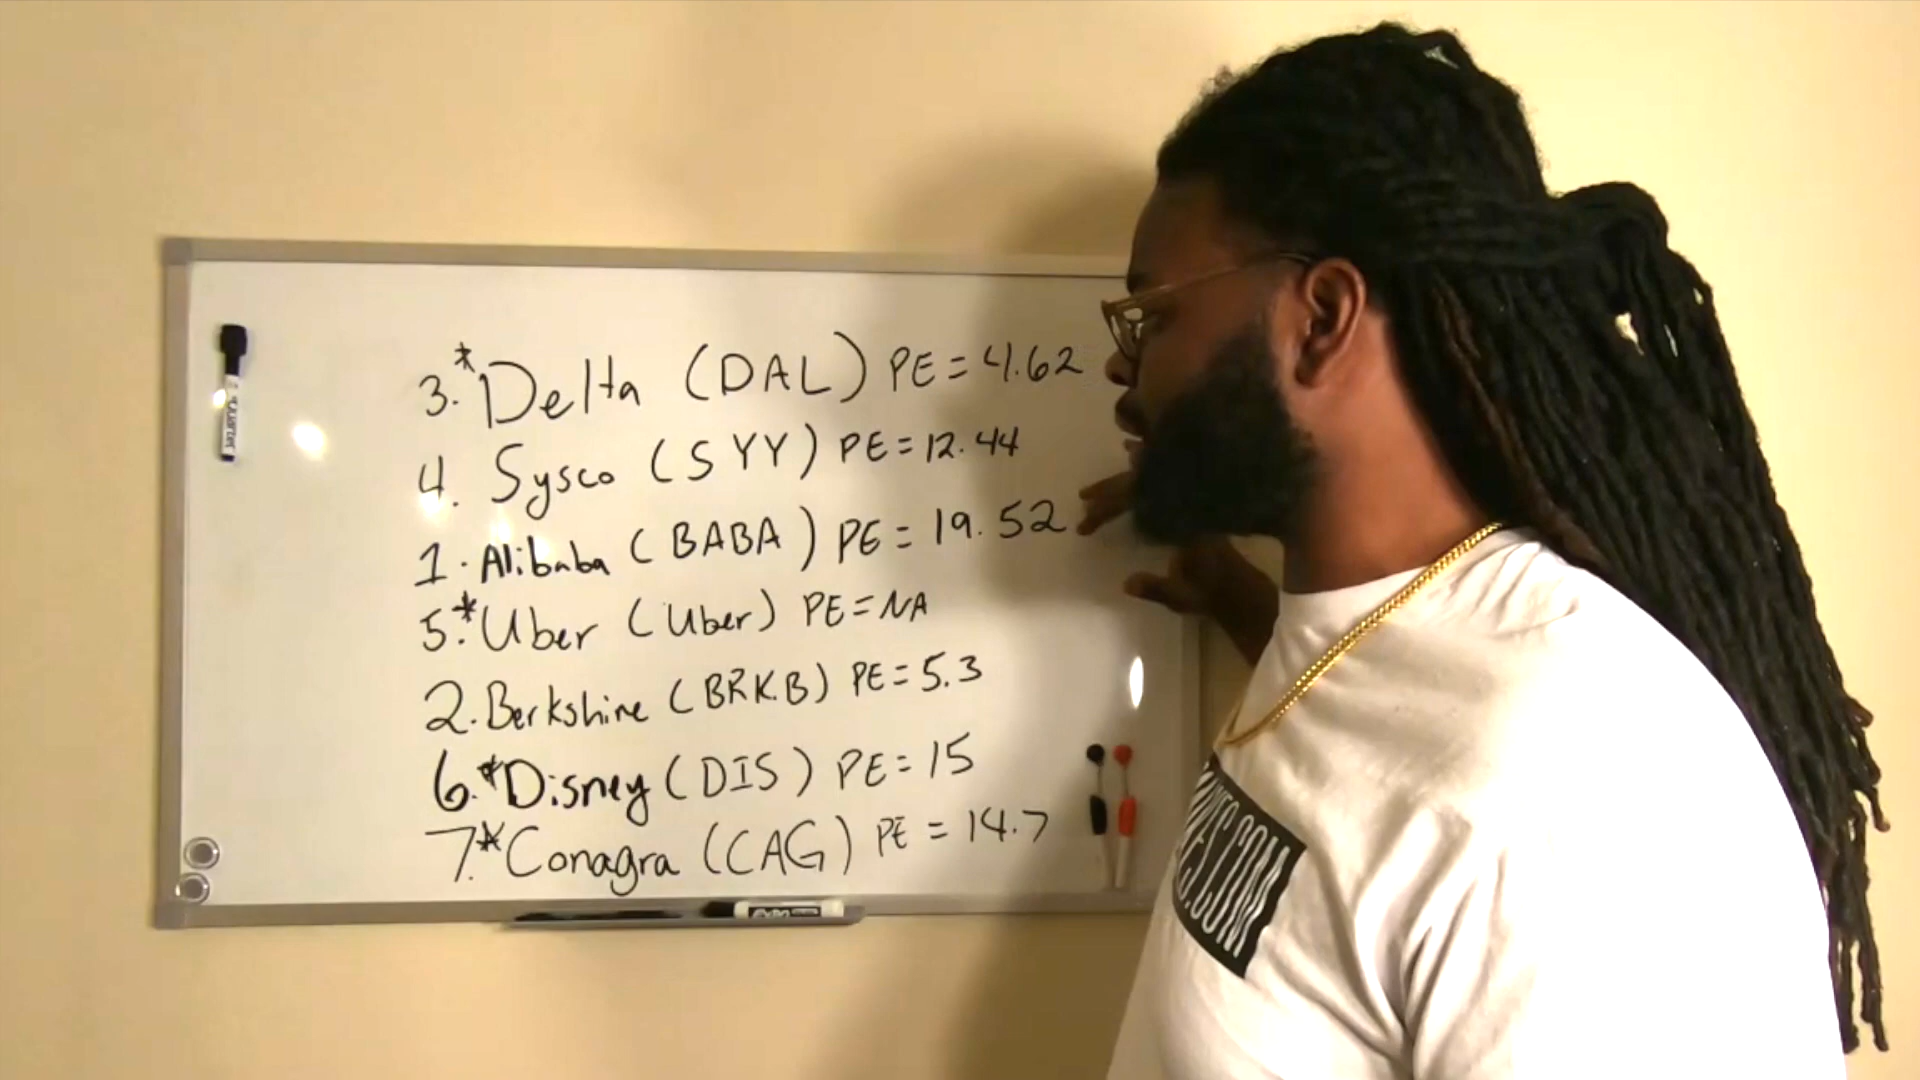 3.*Delta (DAL) PE=4.62
4. Sysco (SYY) PE=12.44
1. Alibaba (BABA) PE=19.52
5.*Uber (Uber) PE=NA
2. Berkshire (BRK.B) PE=5.3
6.*Disney (DIS) PE=15
7.*Conagra (CAG) PE=14.7
EXPO
.COM